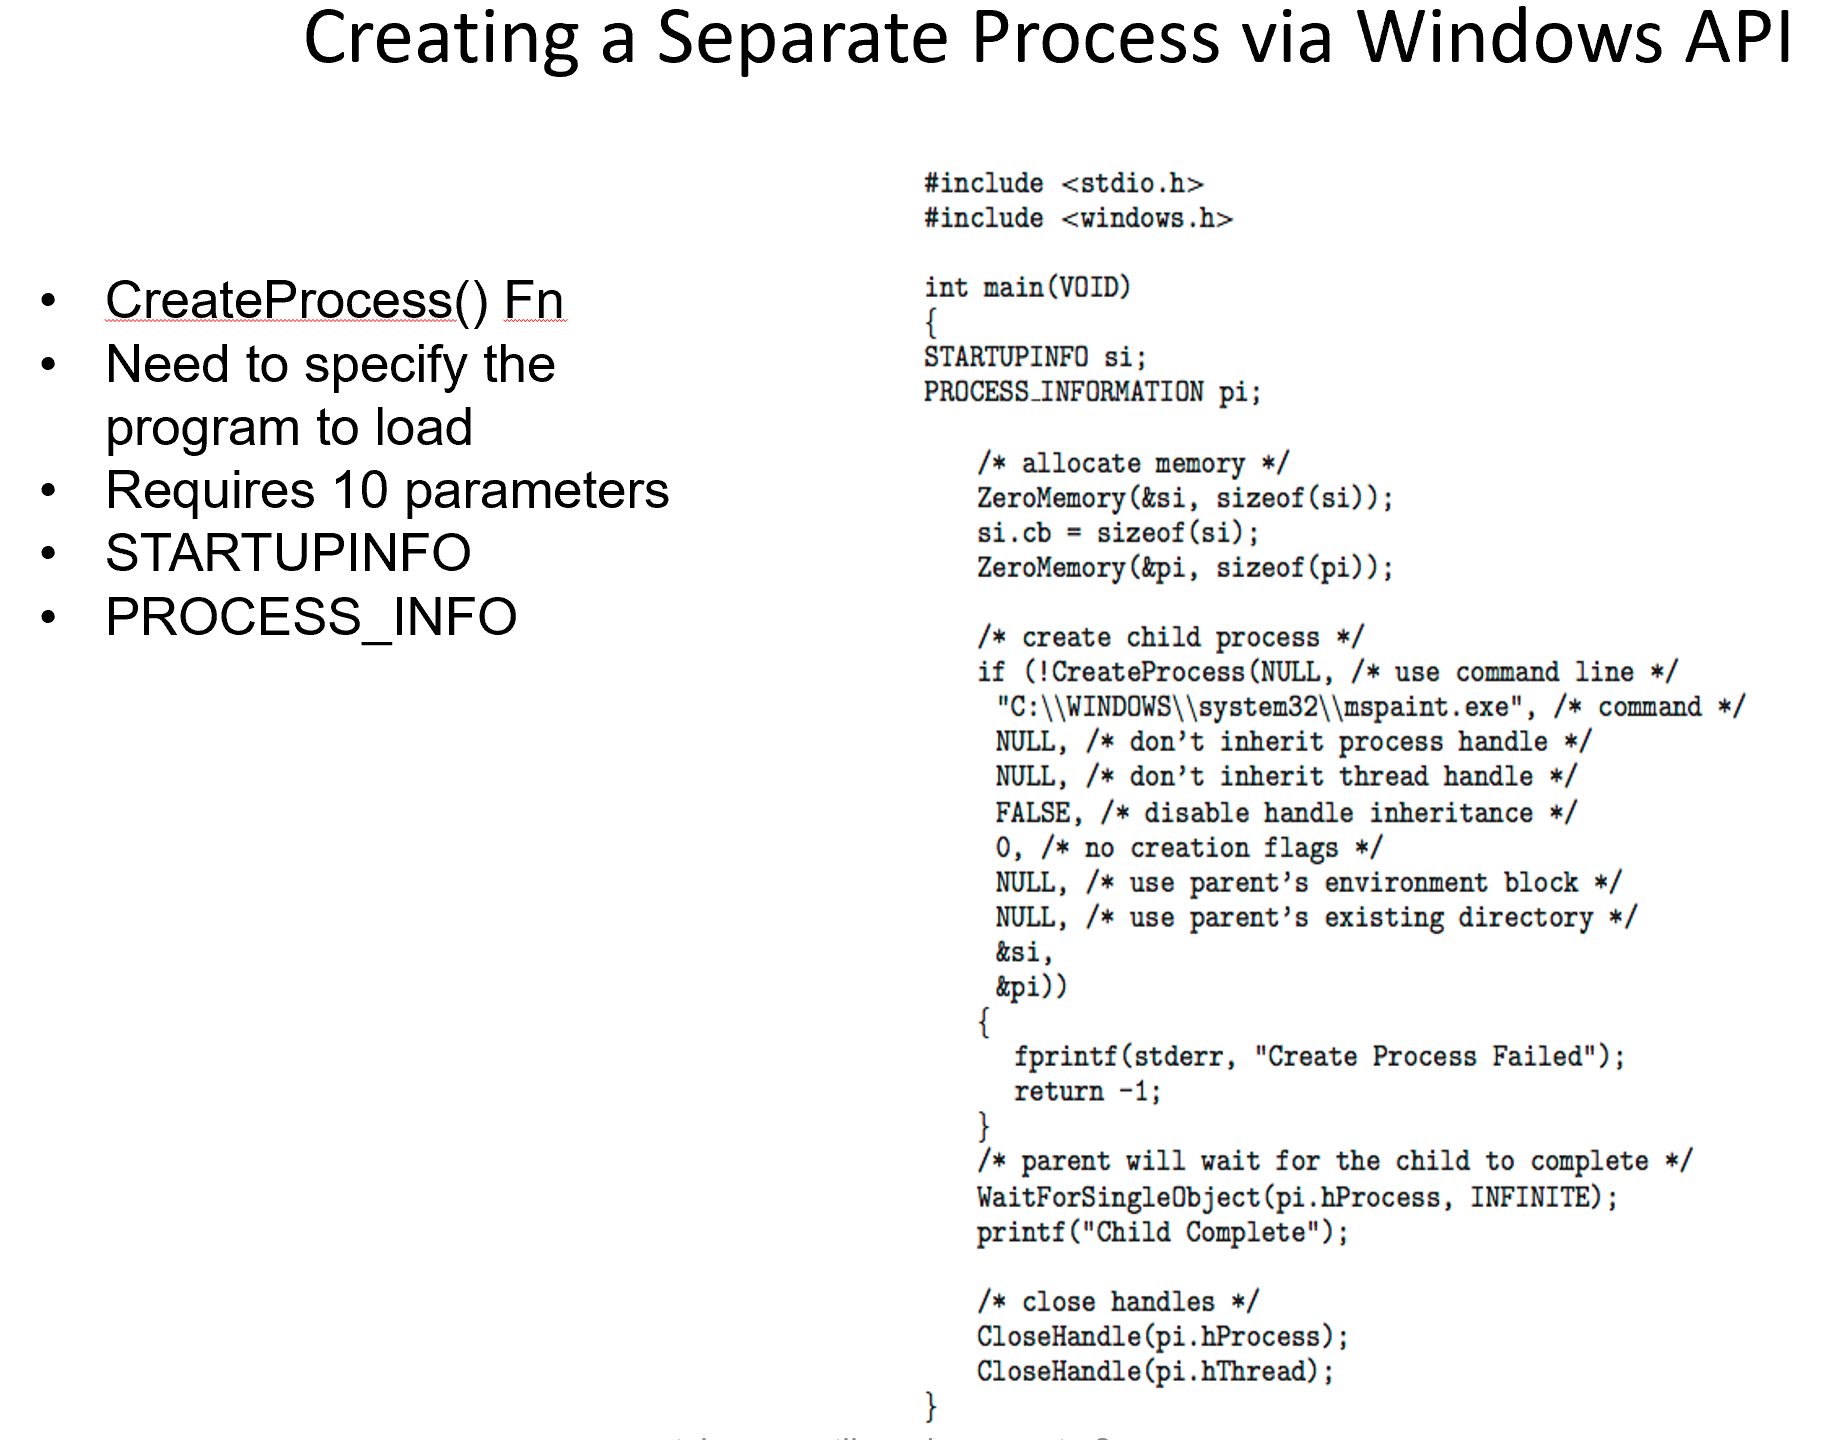 Creating a Separate Process via Windows API
• CreateProcess() Fn
• Need to specify the
program to load
• Requires 10 parameters
• STARTUPINFO
• PROCESS_INFO
#include <stdio.h>
#include <windows.h>
int main(VOID)
{
STARTUPINFO si;
PROCESS_INFORMATION pi;
/* allocate memory */
ZeroMemory(&si, sizeof(si));
si.cb = sizeof(si);
ZeroMemory(&pi, sizeof(pi));
/* create child process */
if (!CreateProcess(NULL, /* use command line */
"C:\\WINDOWS\\system32\\mspaint.exe", /* command */
NULL, /* don't inherit process handle */
NULL, /* don't inherit thread handle */
FALSE, /* disable handle inheritance */
0, /* no creation flags */
NULL, /* use parent's environment block */
NULL, /* use parent's existing directory */
&si,
&pi))
{
fprintf(stderr, "Create Process Failed");
return -1;
}
/* parent will wait for the child to complete */
WaitForSingleObject(pi.hProcess, INFINITE);
printf("Child Complete");
/* close handles */
CloseHandle(pi.hProcess);
CloseHandle(pi.hThread);
}